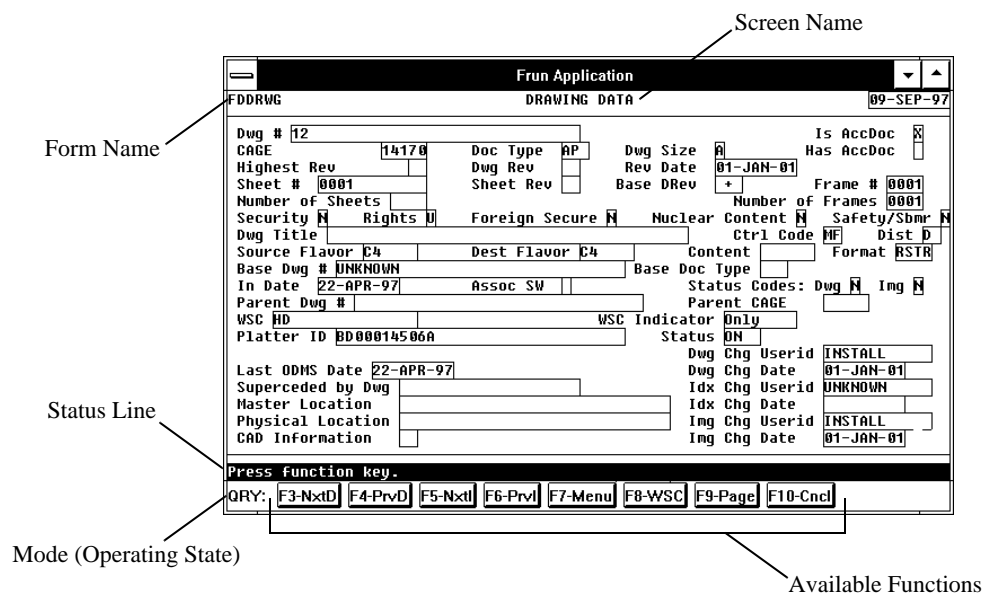 Screen Name
Frun Application
FDDRWG DRAWING DATA 09-SEP-97
Form Name
Dwg # 12 Is AccDoc X
CAGE 14170 Doc Type AP Dwg Size A Has AccDoc
Highest Rev Dwg Rev Rev Date 01-JAN-01
Sheet # 0001 Sheet Rev Base DRev + Frame # 0001
Number of Sheets Number of Frames 0001
Security N Rights U Foreign Secure N Nuclear Content N Safety/Sbmr N
Dwg Title Ctrl Code MF Dist D
Source Flavor C4 Dest Flavor C4 Content Format RSTR
Base Dwg # UNKNOWN Base Doc Type
In Date 22-APR-97 Assoc SW Status Codes: Dwg N Img N
Parent Dwg # Parent CAGE
WSC HD WSC Indicator Only
Platter ID BD00014506A Status ON
Dwg Chg Userid INSTALL
Last ODMS Date 22-APR-97 Dwg Chg Date 01-JAN-01
Superceded by Dwg Idx Chg Userid UNKNOWN
Master Location Idx Chg Date
Physical Location Img Chg Userid INSTALL
CAD Information Img Chg Date 01-JAN-01
Status Line
Press function key.
QRY: F3-NxtD F4-PrvD F5-NxtI F6-PrvI F7-Menu F8-WSC F9-Page F10-Cncl
Mode (Operating State)
Available Functions